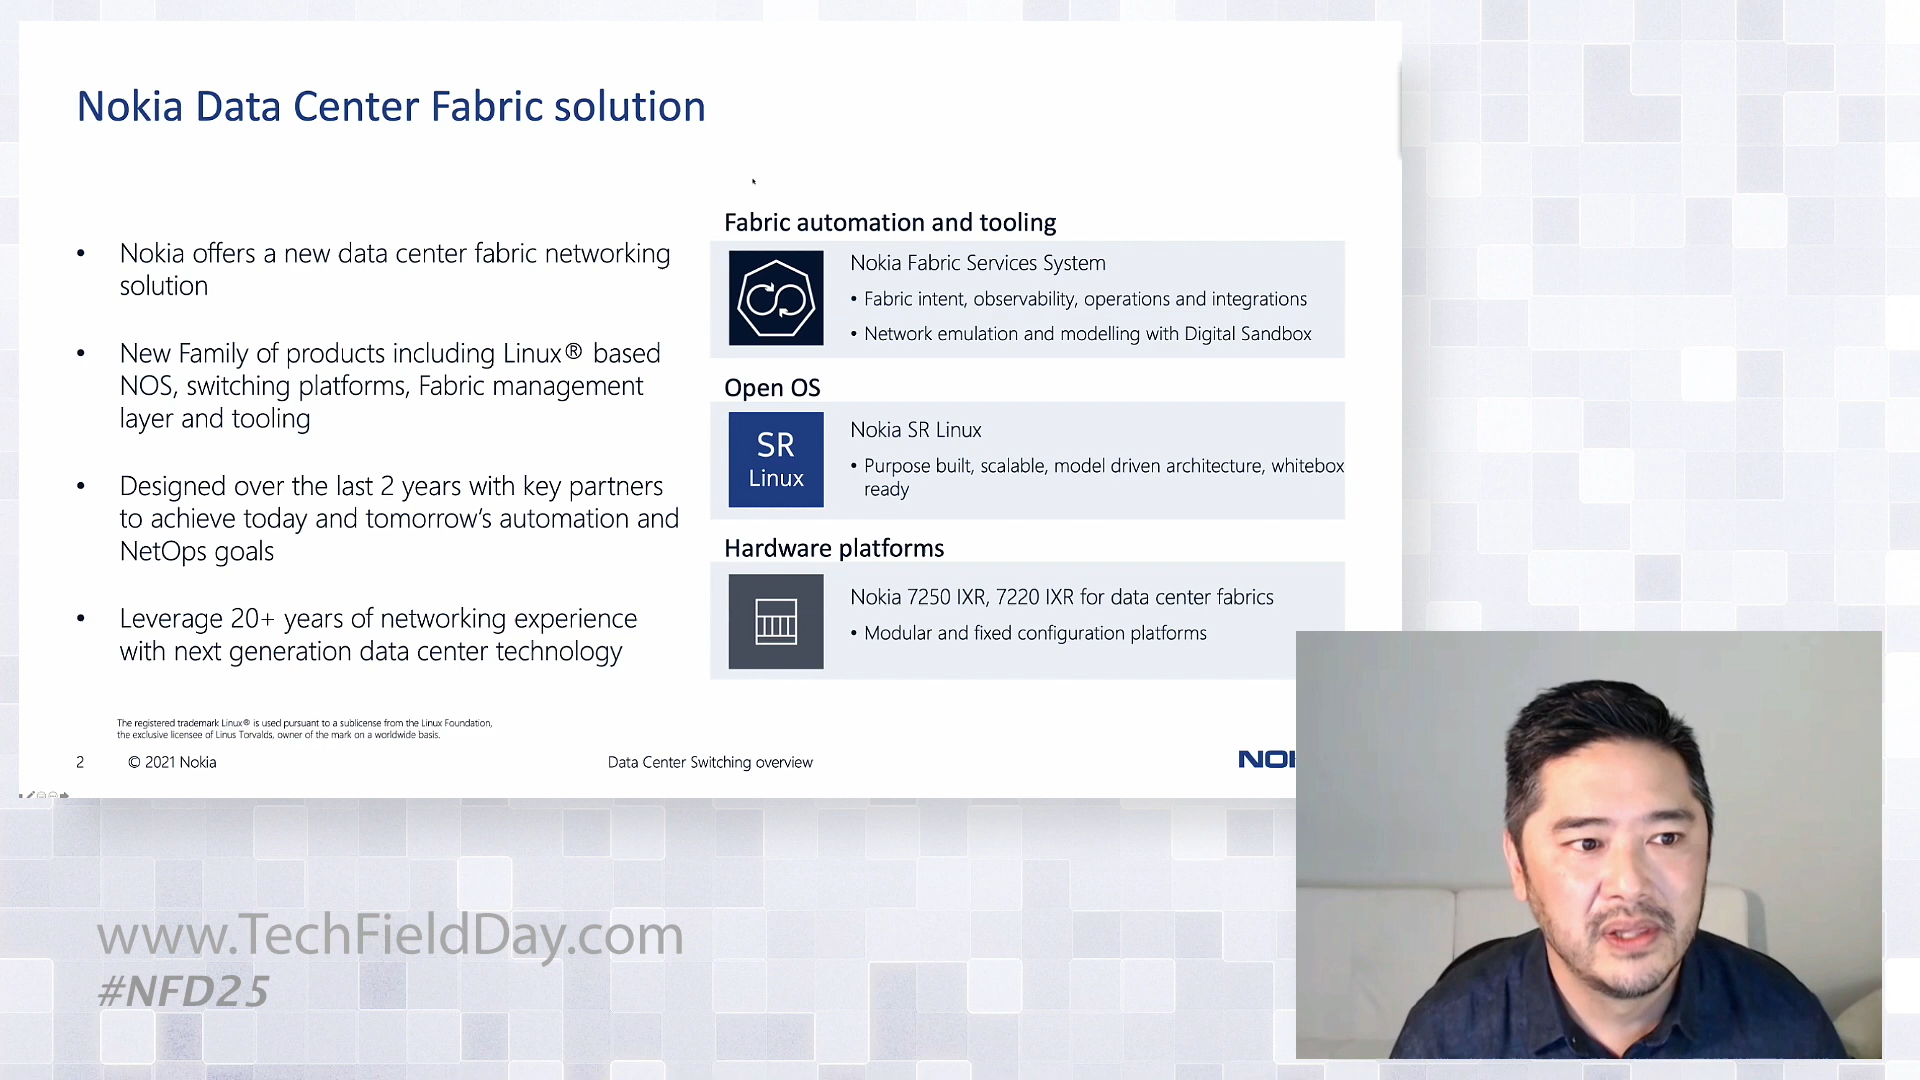 Nokia Data Center Fabric solution
• Nokia offers a new data center fabric networking
solution
• New Family of products including Linux® based
NOS, switching platforms, Fabric management
layer and tooling
• Designed over the last 2 years with key partners
to achieve today and tomorrow's automation and
NetOps goals
• Leverage 20+ years of networking experience
with next generation data center technology
Fabric automation and tooling
Nokia Fabric Services System
• Fabric intent, observability, operations and integrations
• Network emulation and modelling with Digital Sandbox
Open OS
SR
Linux
Nokia SR Linux
• Purpose built, scalable, model driven architecture, whitebox
ready
Hardware platforms
Nokia 7250 IXR, 7220 IXR for data center fabrics
• Modular and fixed configuration platforms
The registered trademark Linux® is used pursuant to a sublicense from the Linux Foundation,
the exclusive licensee of Linus Torvalds, owner of the mark on a worldwide basis.
2 © 2021 Nokia
Data Center Switching overview
www.TechFieldDay.com
#NFD25